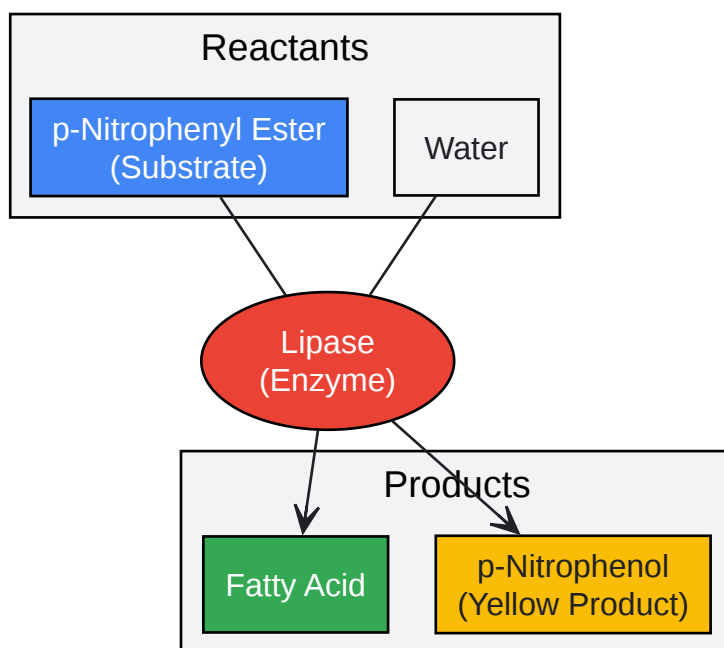 Reactants
p-Nitrophenyl Ester
(Substrate)
Water
Lipase
(Enzyme)
Products
Fatty Acid
p-Nitrophenol
(Yellow Product)